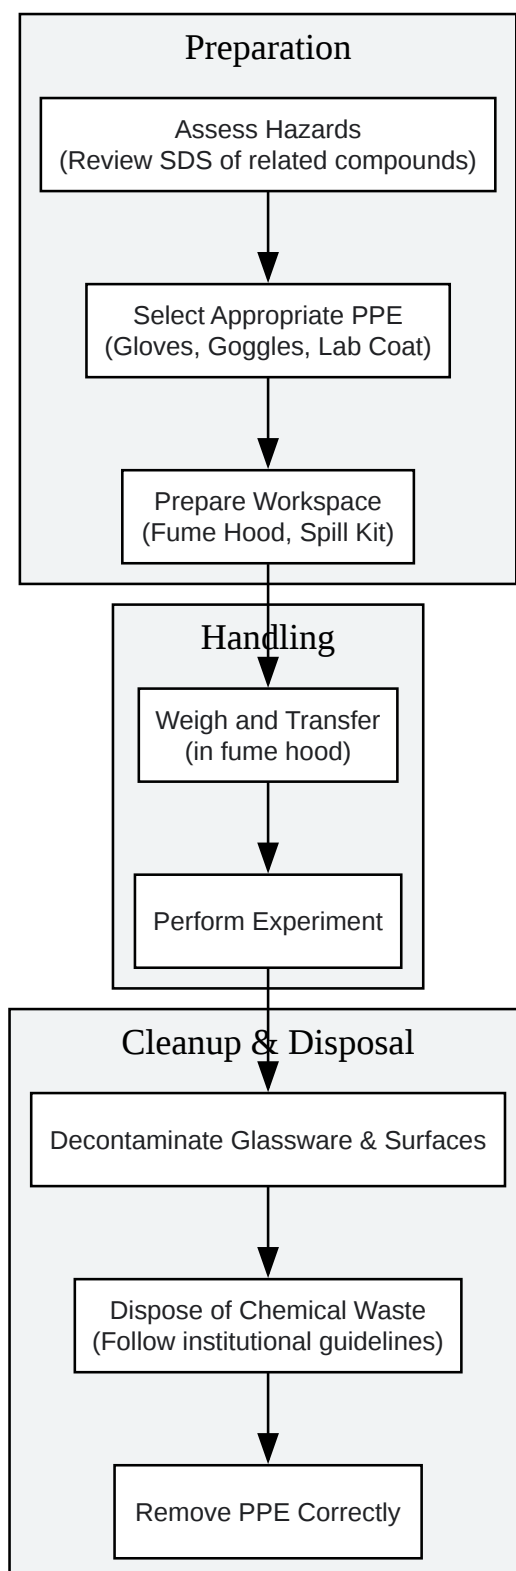 Preparation
Assess Hazards
(Review SDS of related compounds)
Select Appropriate PPE
(Gloves, Goggles, Lab Coat)
Prepare Workspace
(Fume Hood, Spill Kit)
Handling
Weigh and Transfer
(in fume hood)
Perform Experiment
Cleanup & Disposal
Decontaminate Glassware & Surfaces
Dispose of Chemical Waste
(Follow institutional guidelines)
Remove PPE Correctly